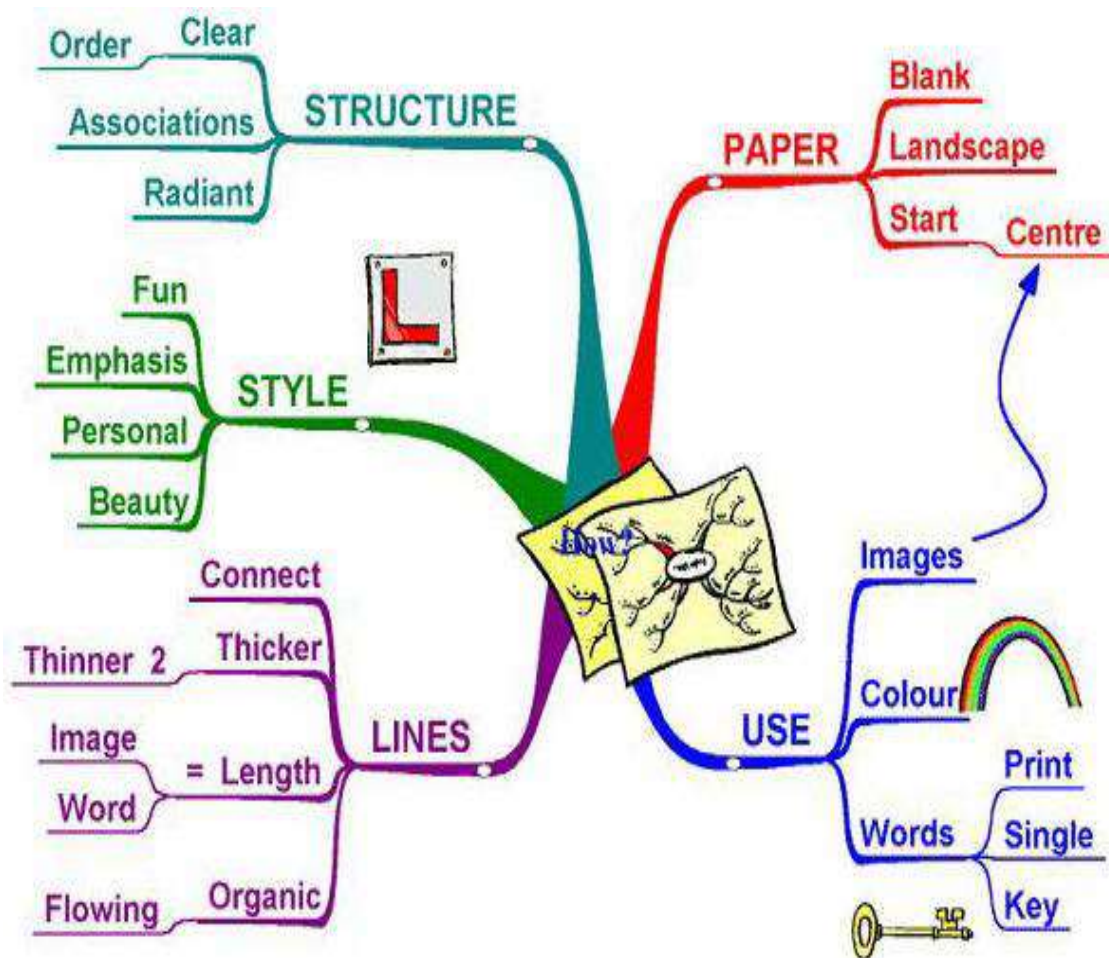 How?
PAPER
Blank
Landscape
Start
Centre
USE
Images
Colour
Words
Print
Single
Key
LINES
Connect
Thicker
Thinner 2
= Length
Image
Word
Organic
Flowing
STYLE
Fun
Emphasis
Personal
Beauty
STRUCTURE
Clear
Order
Associations
Radiant
L